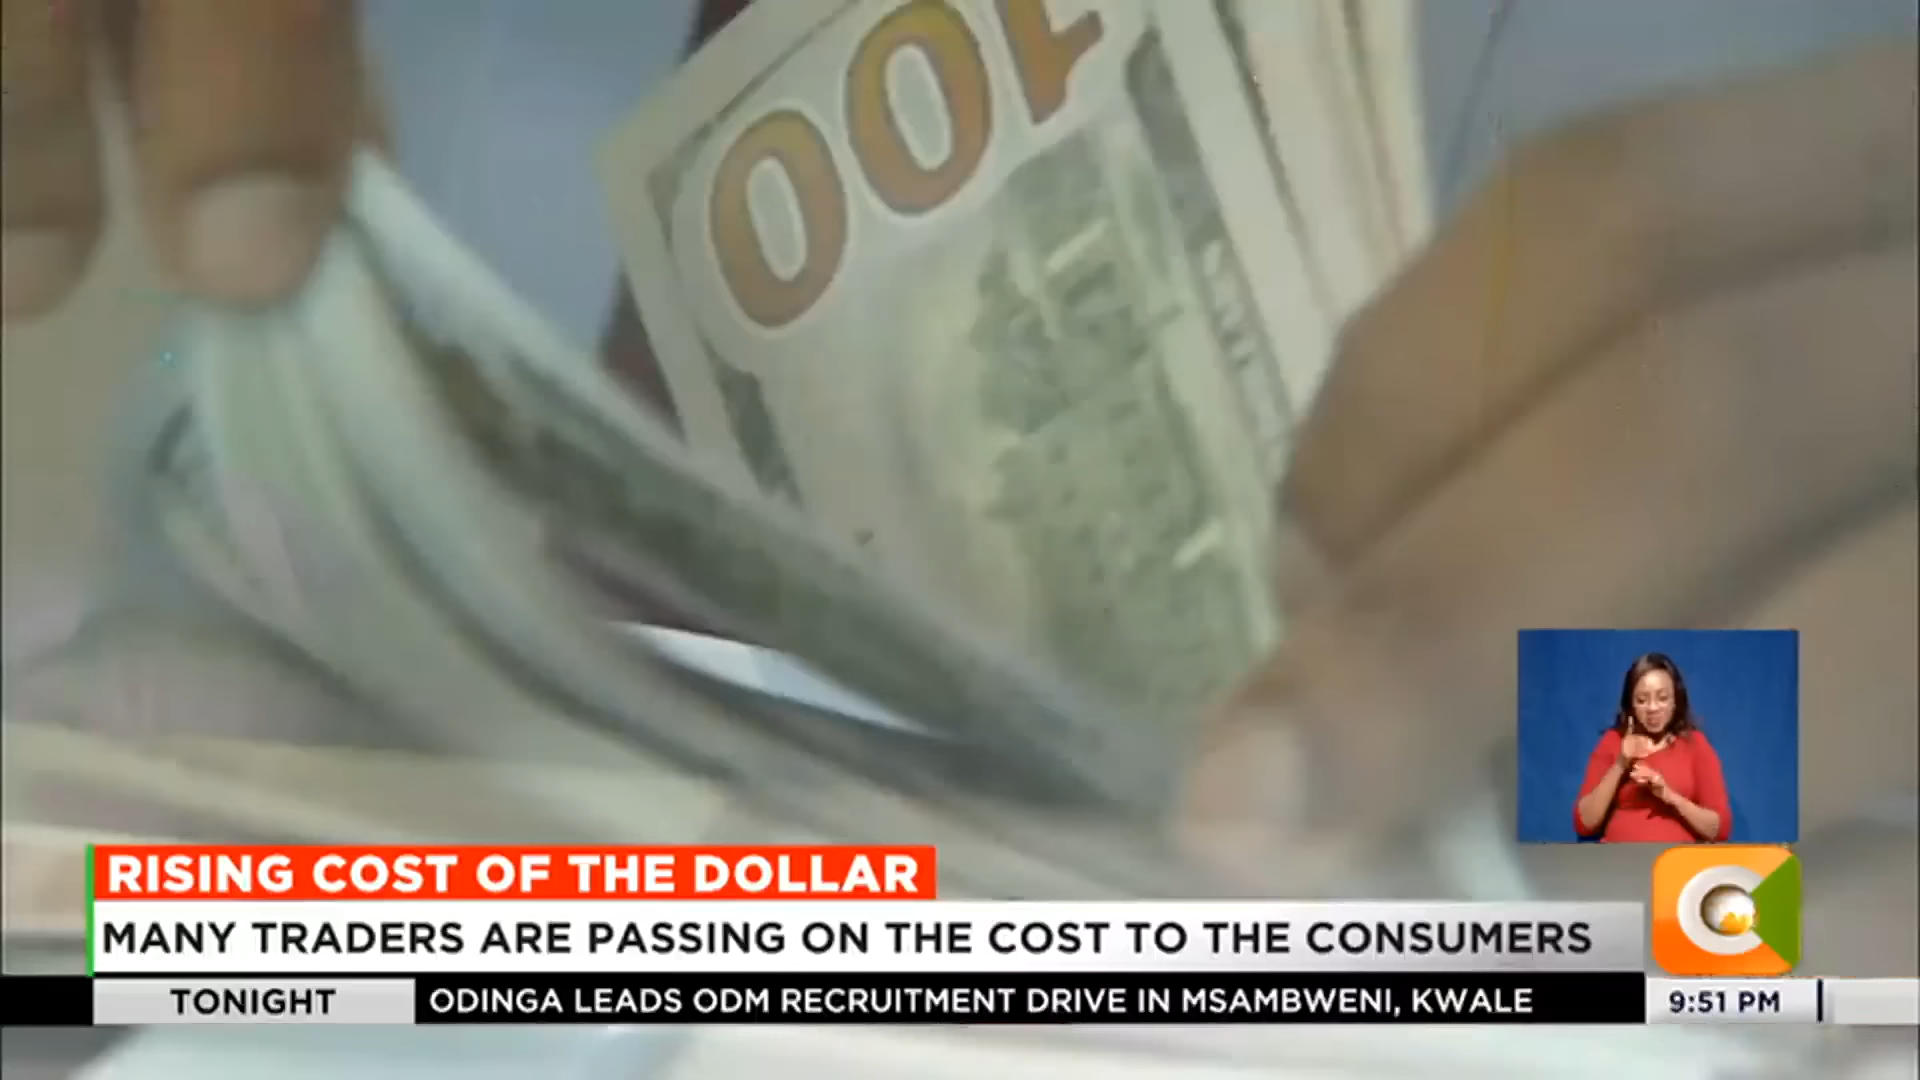 100
RISING COST OF THE DOLLAR
MANY TRADERS ARE PASSING ON THE COST TO THE CONSUMERS
TONIGHT
ODINGA LEADS ODM RECRUITMENT DRIVE IN MSAMBWENI, KWALE
9:51 PM